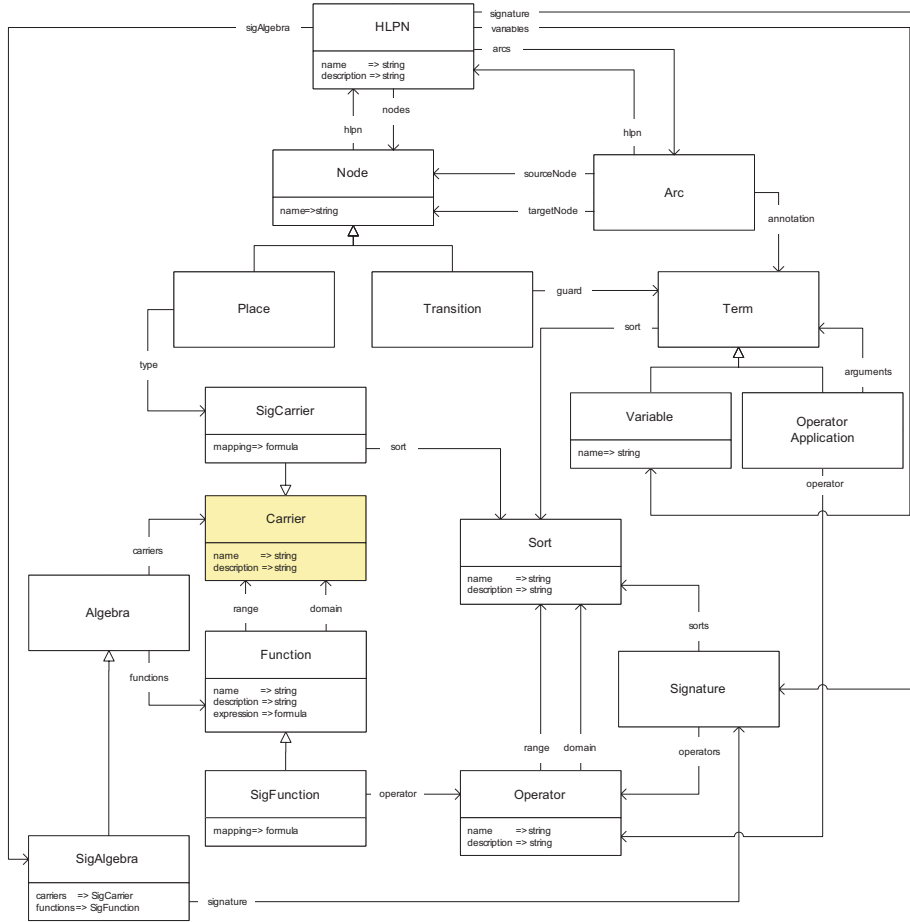 signature
sigAlgebra
HLPN
variables
arcs
name => string
description => string
nodes
hlpn
hlpn
Node
sourceNode
Arc
name=>string
targetNode
annotation
Place
Transition
guard
Term
sort
type
arguments
SigCarrier
Variable
Operator
Application
mapping=> formula
sort
name=> string
operator
Carrier
Sort
name => string
description => string
carriers
name => string
description => string
range
domain
Algebra
sorts
Function
functions
name => string
description => string
expression => formula
Signature
range
domain
operators
SigFunction
operator
Operator
mapping=> formula
name => string
description => string
SigAlgebra
carriers => SigCarrier
functions=> SigFunction
signature